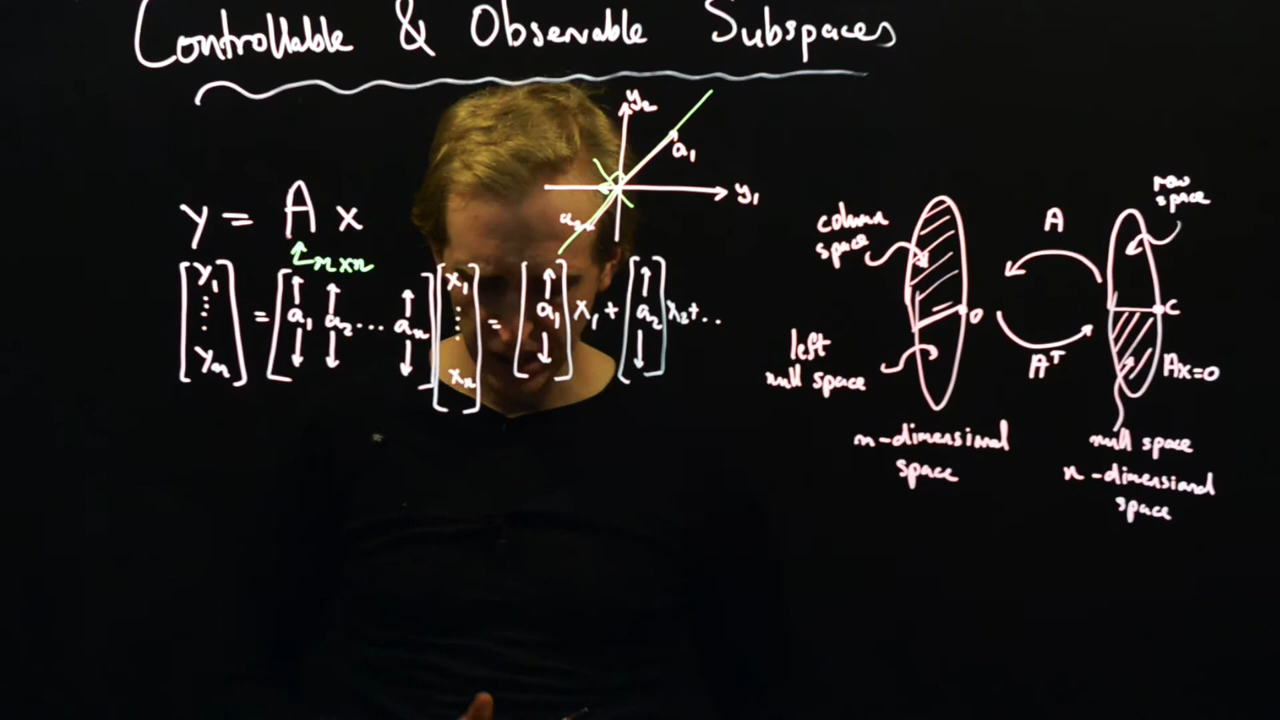 Controllable & Observable Subspaces
y₂
a₁
y₁
a₂
y = A x
n x n
[y₁ ⋮ yₙ] = [a₁ a₂ ... aₙ] [x₁ ⋮ xₙ] = [a₁] x₁ + [a₂] x₂ + ...
column space
A
row space
0
C
Aᵀ
Ax=0
left
null space
n-dimensional
space
null space
n-dimensional
space